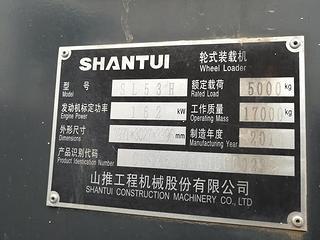 SHANTUI 轮式装载机
Wheel Loader
型号 SL53H 额定载荷 5000 kg
Model Rated Load
发动机标定功率 162 kW 工作质量 17000 kg
Engine Power Operating Mass
外形尺寸 mm 制造年度
Dimensions Manufacturing Year
产品识别代码
Product Identification Number
山推工程机械股份有限公司
SHANTUI CONSTRUCTION MACHINERY CO., LTD